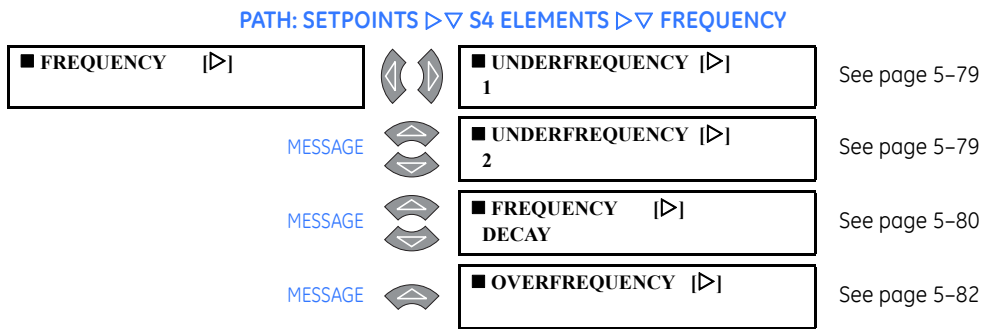 PATH: SETPOINTS ▷▽ S4 ELEMENTS ▷▽ FREQUENCY
■ FREQUENCY [▷]
■ UNDERFREQUENCY [▷]
1
See page 5–79
MESSAGE
■ UNDERFREQUENCY [▷]
2
See page 5–79
MESSAGE
■ FREQUENCY [▷]
DECAY
See page 5–80
MESSAGE
■ OVERFREQUENCY [▷]
See page 5–82